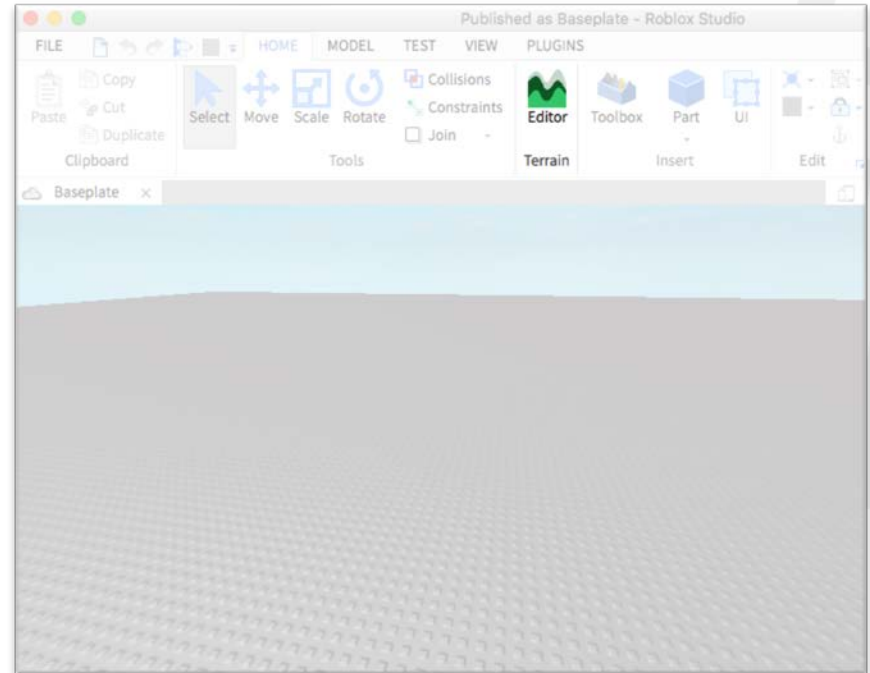 Published as Baseplate - Roblox Studio
FILE HOME MODEL TEST VIEW PLUGINS
Paste Copy Cut Duplicate Select Move Scale Rotate Collisions Constraints Join Editor Toolbox Part UI
Clipboard Tools Terrain Insert Edit
Baseplate